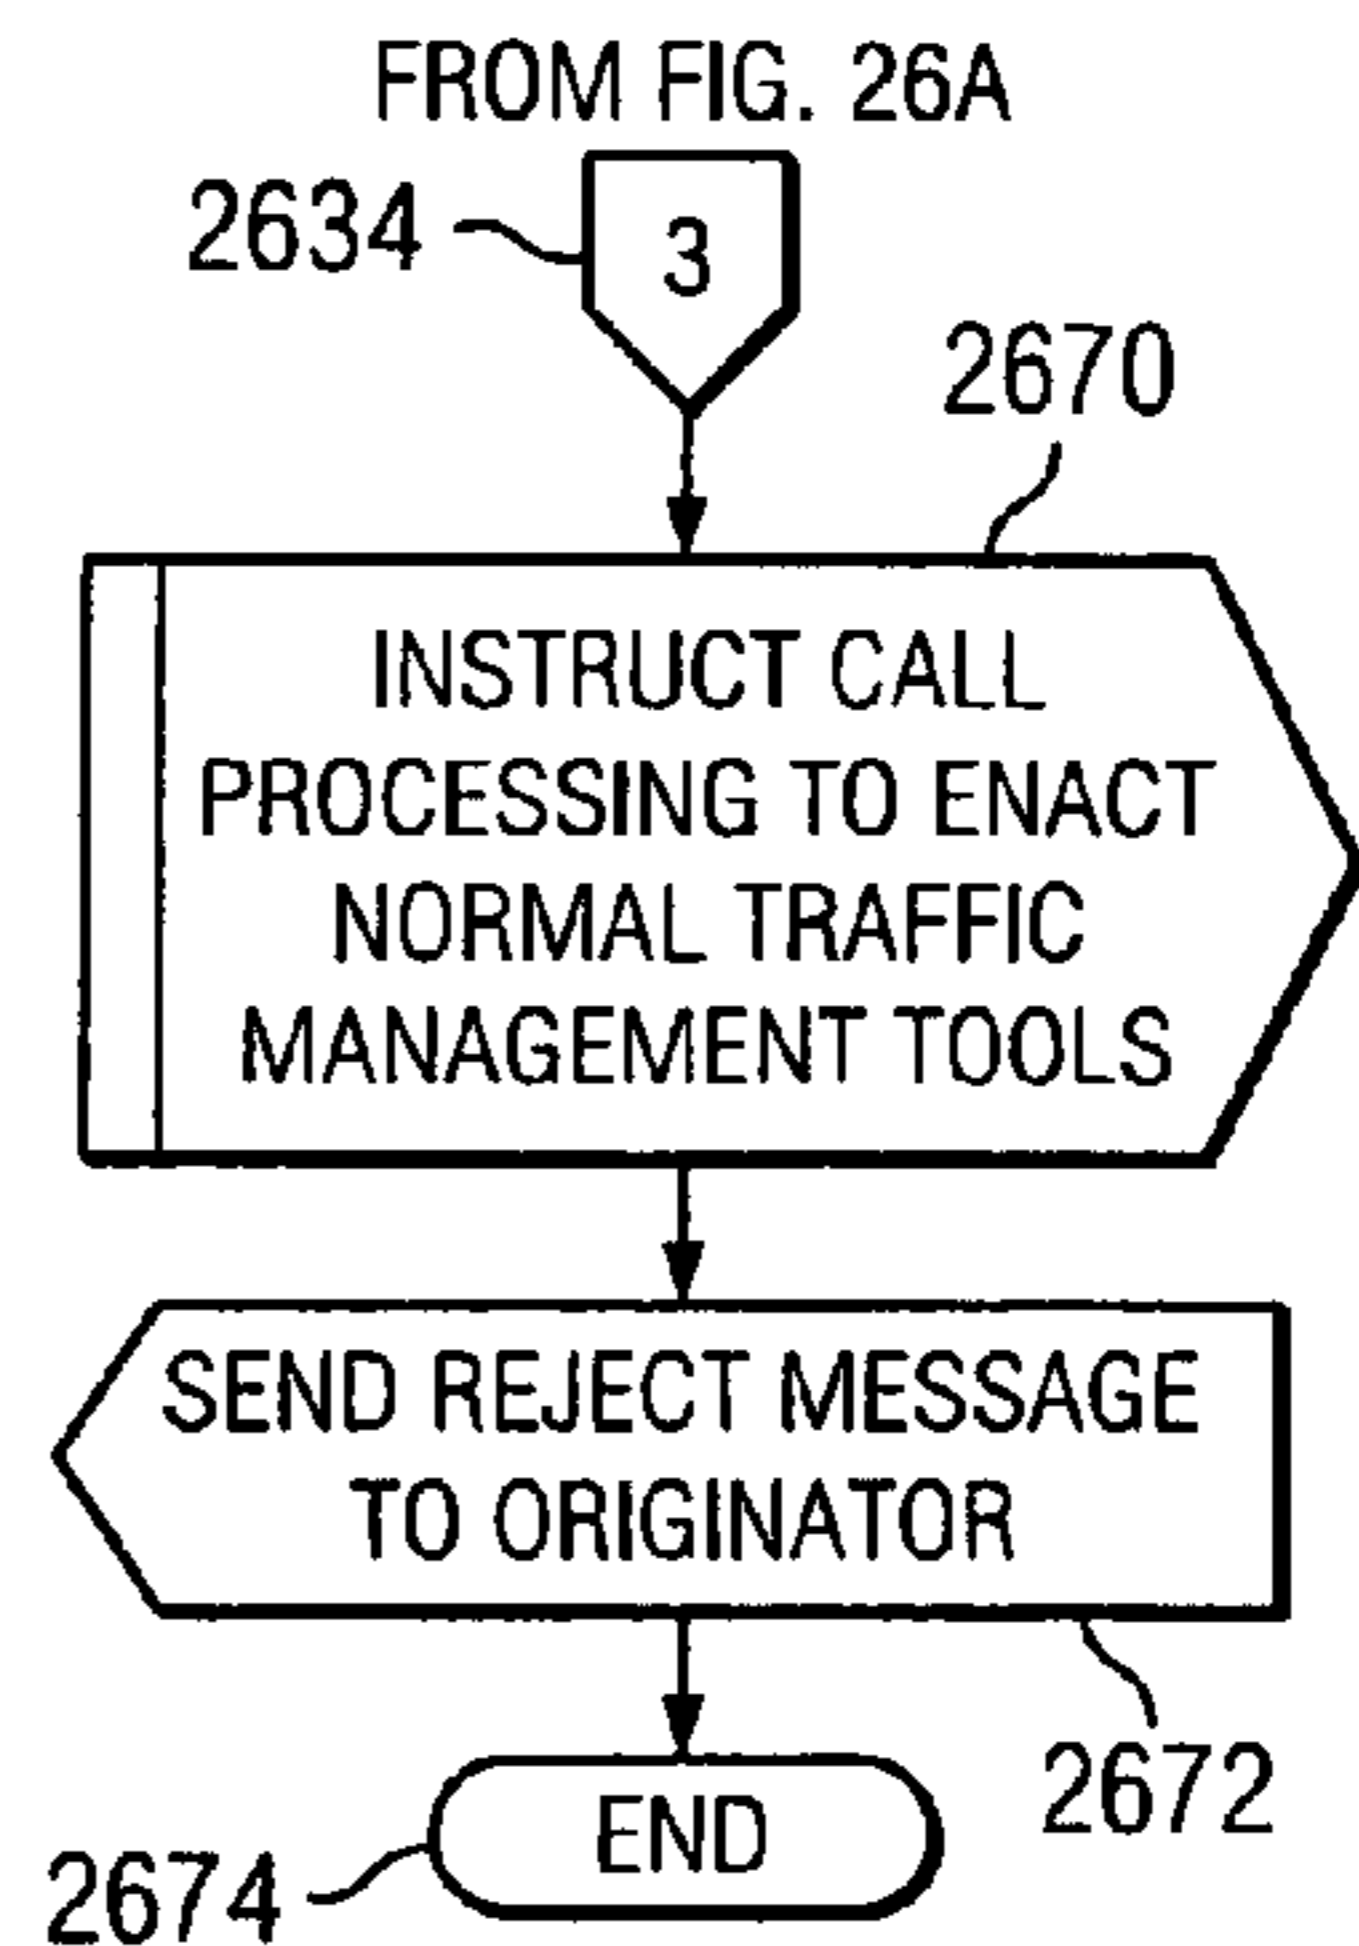 FROM FIG. 26A
2634
3
2670
INSTRUCT CALL
PROCESSING TO ENACT
NORMAL TRAFFIC
MANAGEMENT TOOLS
SEND REJECT MESSAGE
TO ORIGINATOR
2672
END
2674